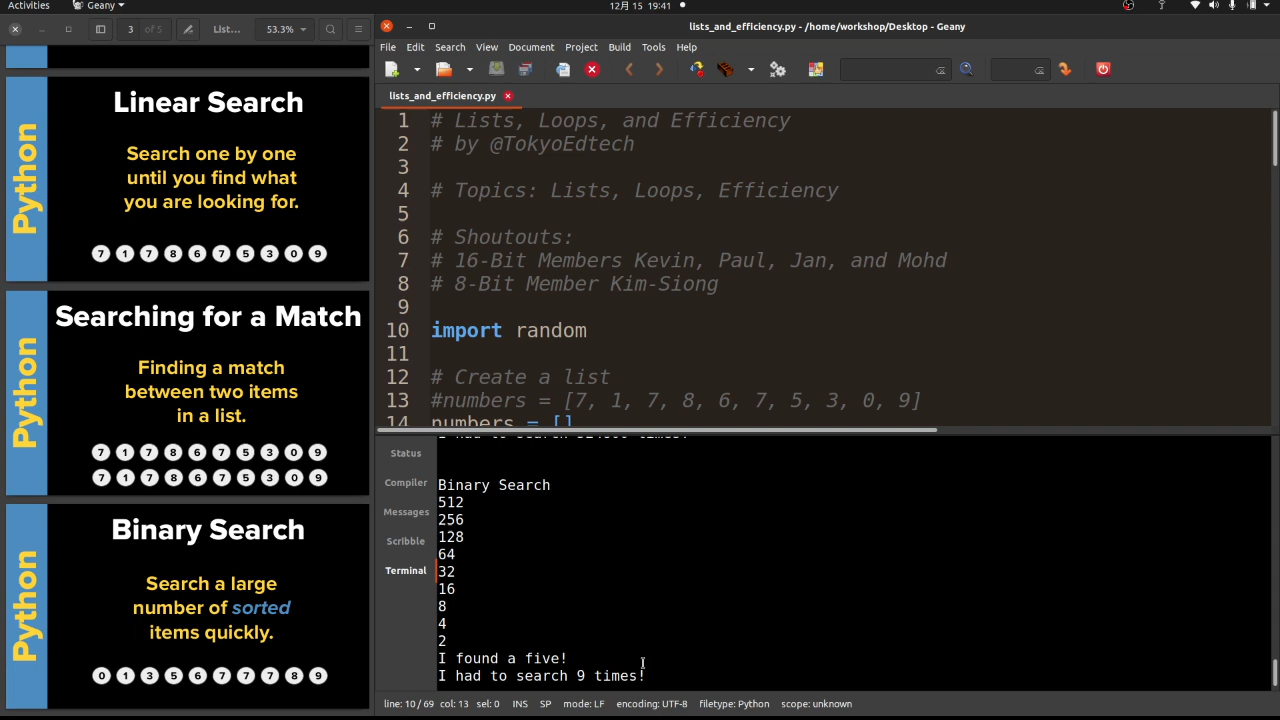 Activities
Geany
12月 15 19:41
3 of 5
List…
53.3%
Python
Linear Search
Search one by one
until you find what
you are looking for.
7 1 7 8 6 7 5 3 0 9
Python
Searching for a Match
Finding a match
between two items
in a list.
7 1 7 8 6 7 5 3 0 9
7 1 7 8 6 7 5 3 0 9
Python
Binary Search
Search a large
number of sorted
items quickly.
0 1 3 5 6 7 7 7 8 9
lists_and_efficiency.py - /home/workshop/Desktop - Geany
File Edit Search View Document Project Build Tools Help
lists_and_efficiency.py
1 # Lists, Loops, and Efficiency
2 # by @TokyoEdtech
3
4 # Topics: Lists, Loops, Efficiency
5
6 # Shoutouts:
7 # 16-Bit Members Kevin, Paul, Jan, and Mohd
8 # 8-Bit Member Kim-Siong
9
10 import random
11
12 # Create a list
13 #numbers = [7, 1, 7, 8, 6, 7, 5, 3, 0, 9]
14 numbers = []
Status
Compiler
Messages
Scribble
Terminal
I had to search
Binary Search
512
256
128
64
32
16
8
4
2
I found a five!
I had to search 9 times!
line: 10 / 69 col: 13 sel: 0 INS SP mode: LF encoding: UTF-8 filetype: Python scope: unknown